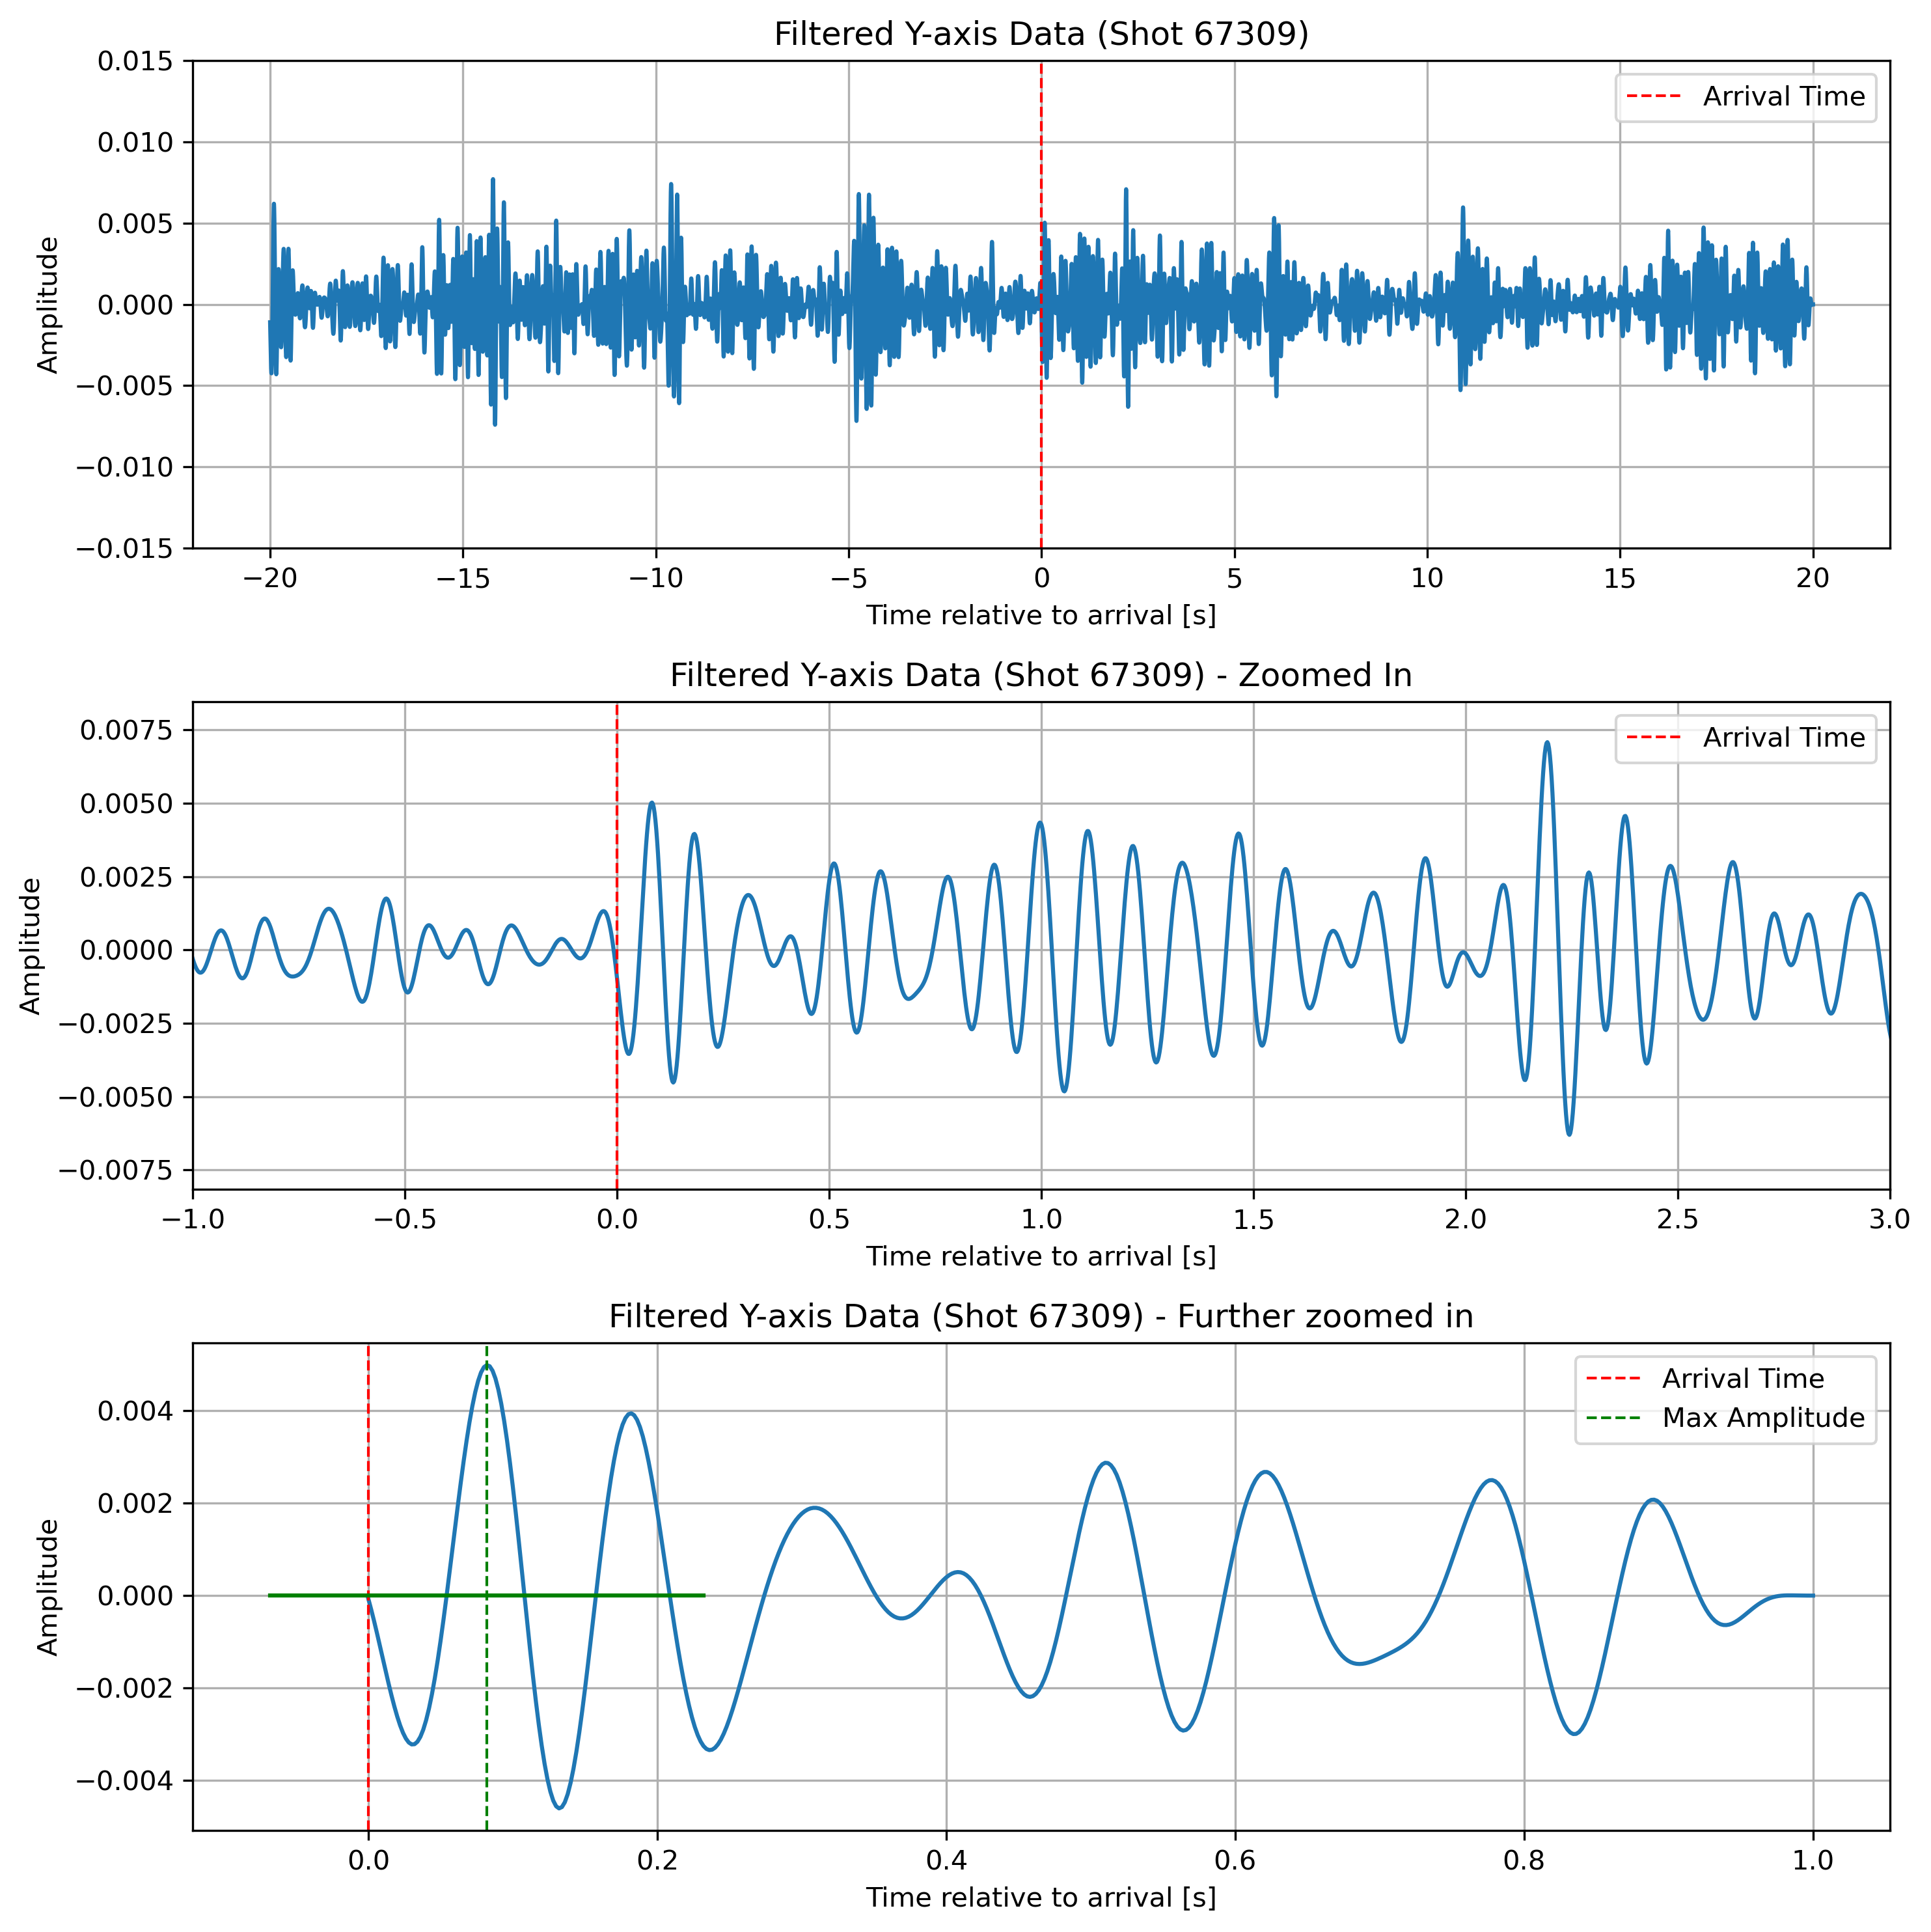 Filtered Y-axis Data (Shot 67309)
0.015
0.010
0.005
0.000
−0.005
−0.010
−0.015
Amplitude
Arrival Time
−20 −15 −10 −5 0 5 10 15 20
Time relative to arrival [s]
Filtered Y-axis Data (Shot 67309) - Zoomed In
0.0075
0.0050
0.0025
0.0000
−0.0025
−0.0050
−0.0075
Amplitude
Arrival Time
−1.0 −0.5 0.0 0.5 1.0 1.5 2.0 2.5 3.0
Time relative to arrival [s]
Filtered Y-axis Data (Shot 67309) - Further zoomed in
0.004
0.002
0.000
−0.002
−0.004
Amplitude
Arrival Time
Max Amplitude
0.0 0.2 0.4 0.6 0.8 1.0
Time relative to arrival [s]